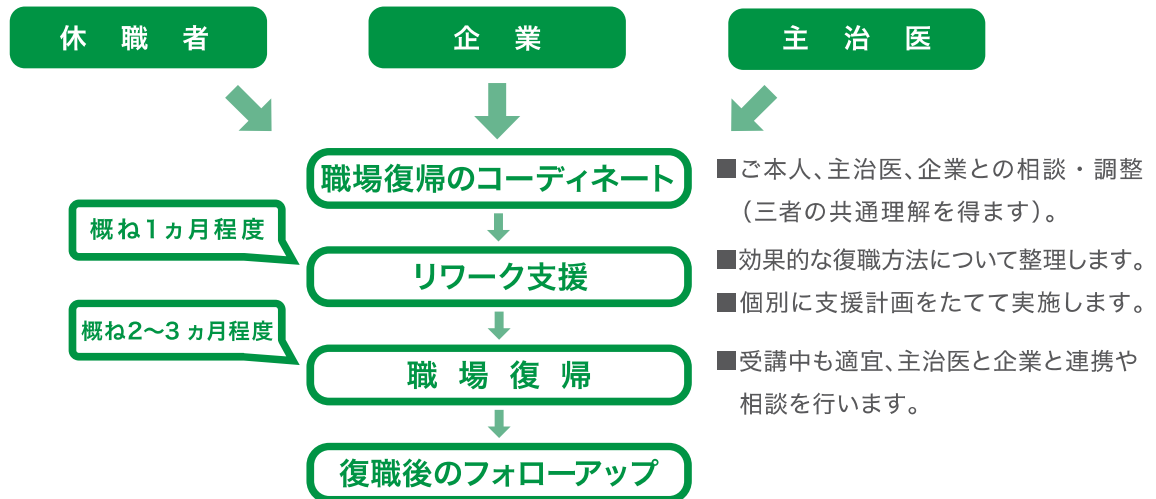 休職者
企業
主治医
職場復帰のコーディネート
■ご本人、主治医、企業との相談・調整
（三者の共通理解を得ます）。
概ね1ヵ月程度
リワーク支援
■効果的な復職方法について整理します。
■個別に支援計画をたてて実施します。
概ね2〜3ヵ月程度
職場復帰
■受講中も適宜、主治医と企業と連携や
相談を行います。
復職後のフォローアップ